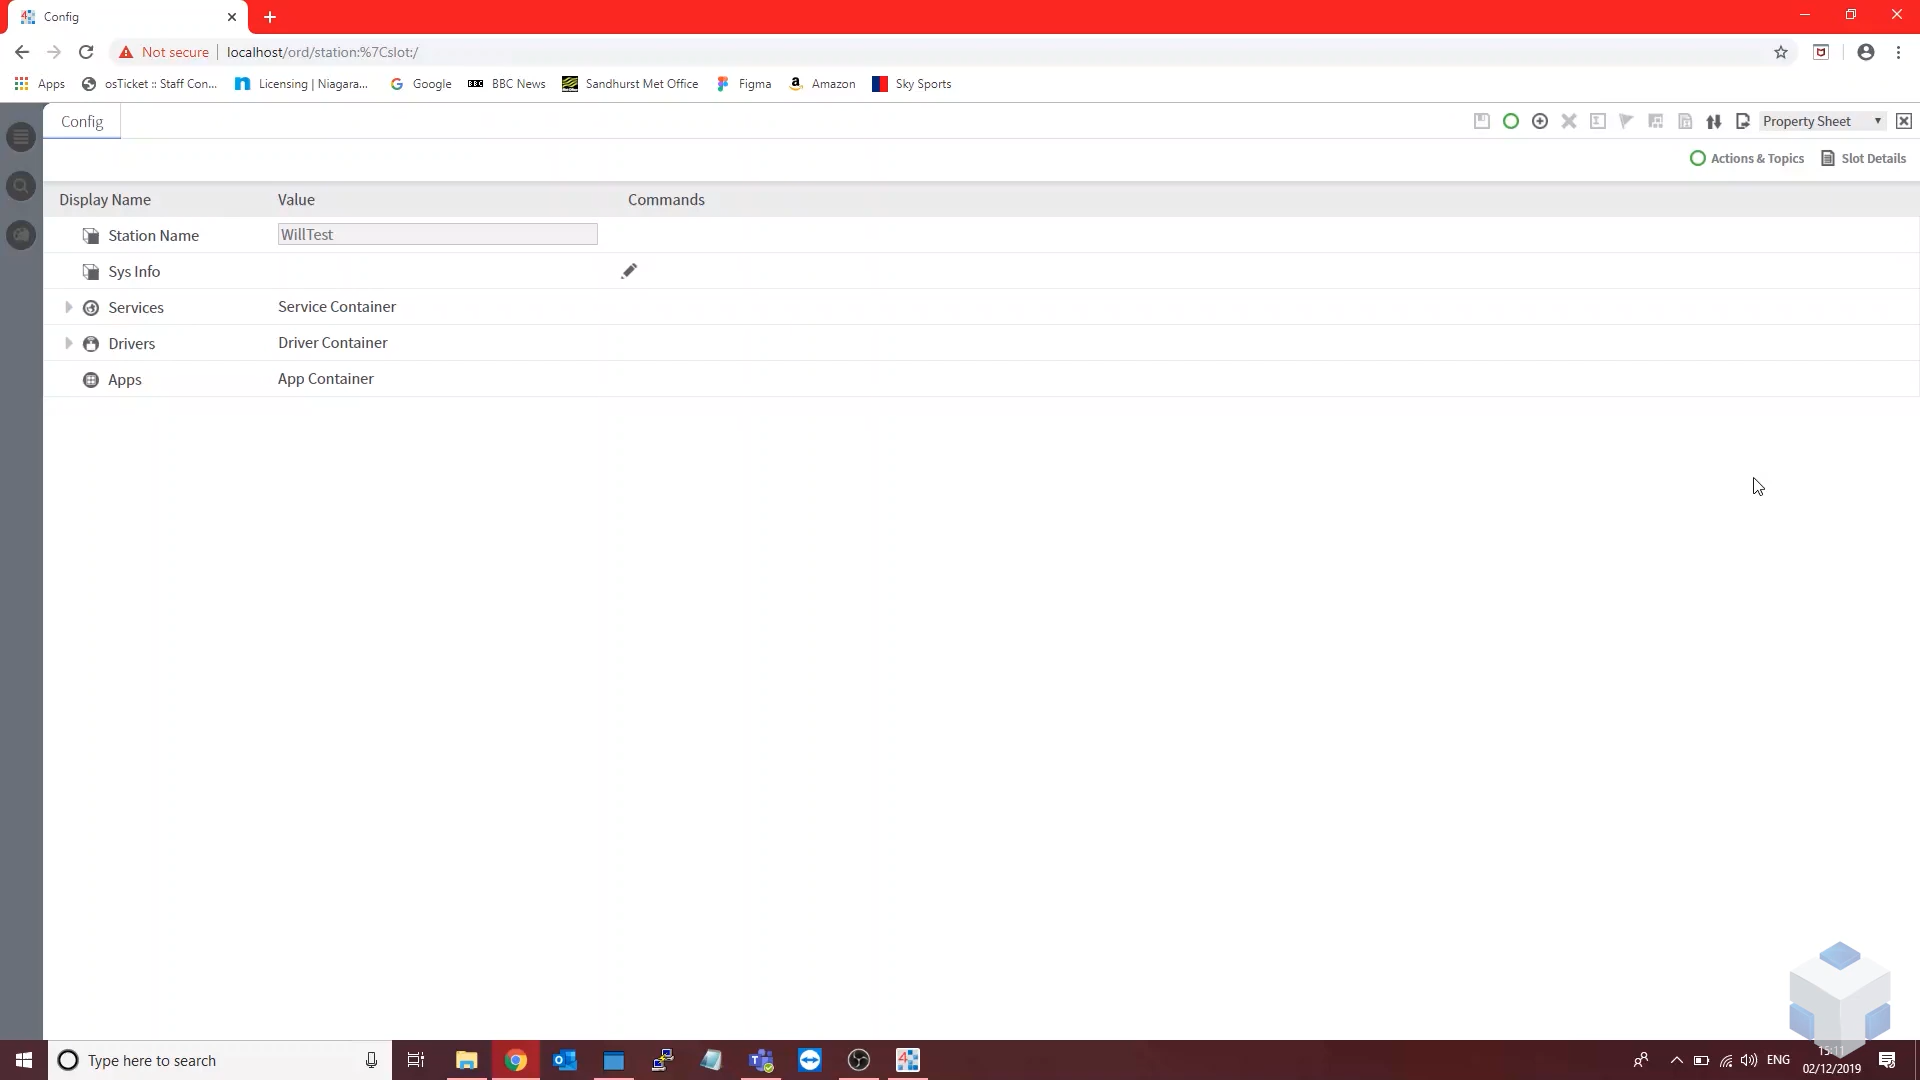 Config
Not secure
localhost/ord/station:%7Cslot:/
Apps
osTicket :: Staff Con...
Licensing | Niagara...
Google
BBC News
Sandhurst Met Office
Figma
Amazon
Sky Sports
Config
Property Sheet
Actions & Topics
Slot Details
Display Name
Value
Commands
Station Name
WillTest
Sys Info
Services
Service Container
Drivers
Driver Container
Apps
App Container
Type here to search
ENG
15:11
02/12/2019